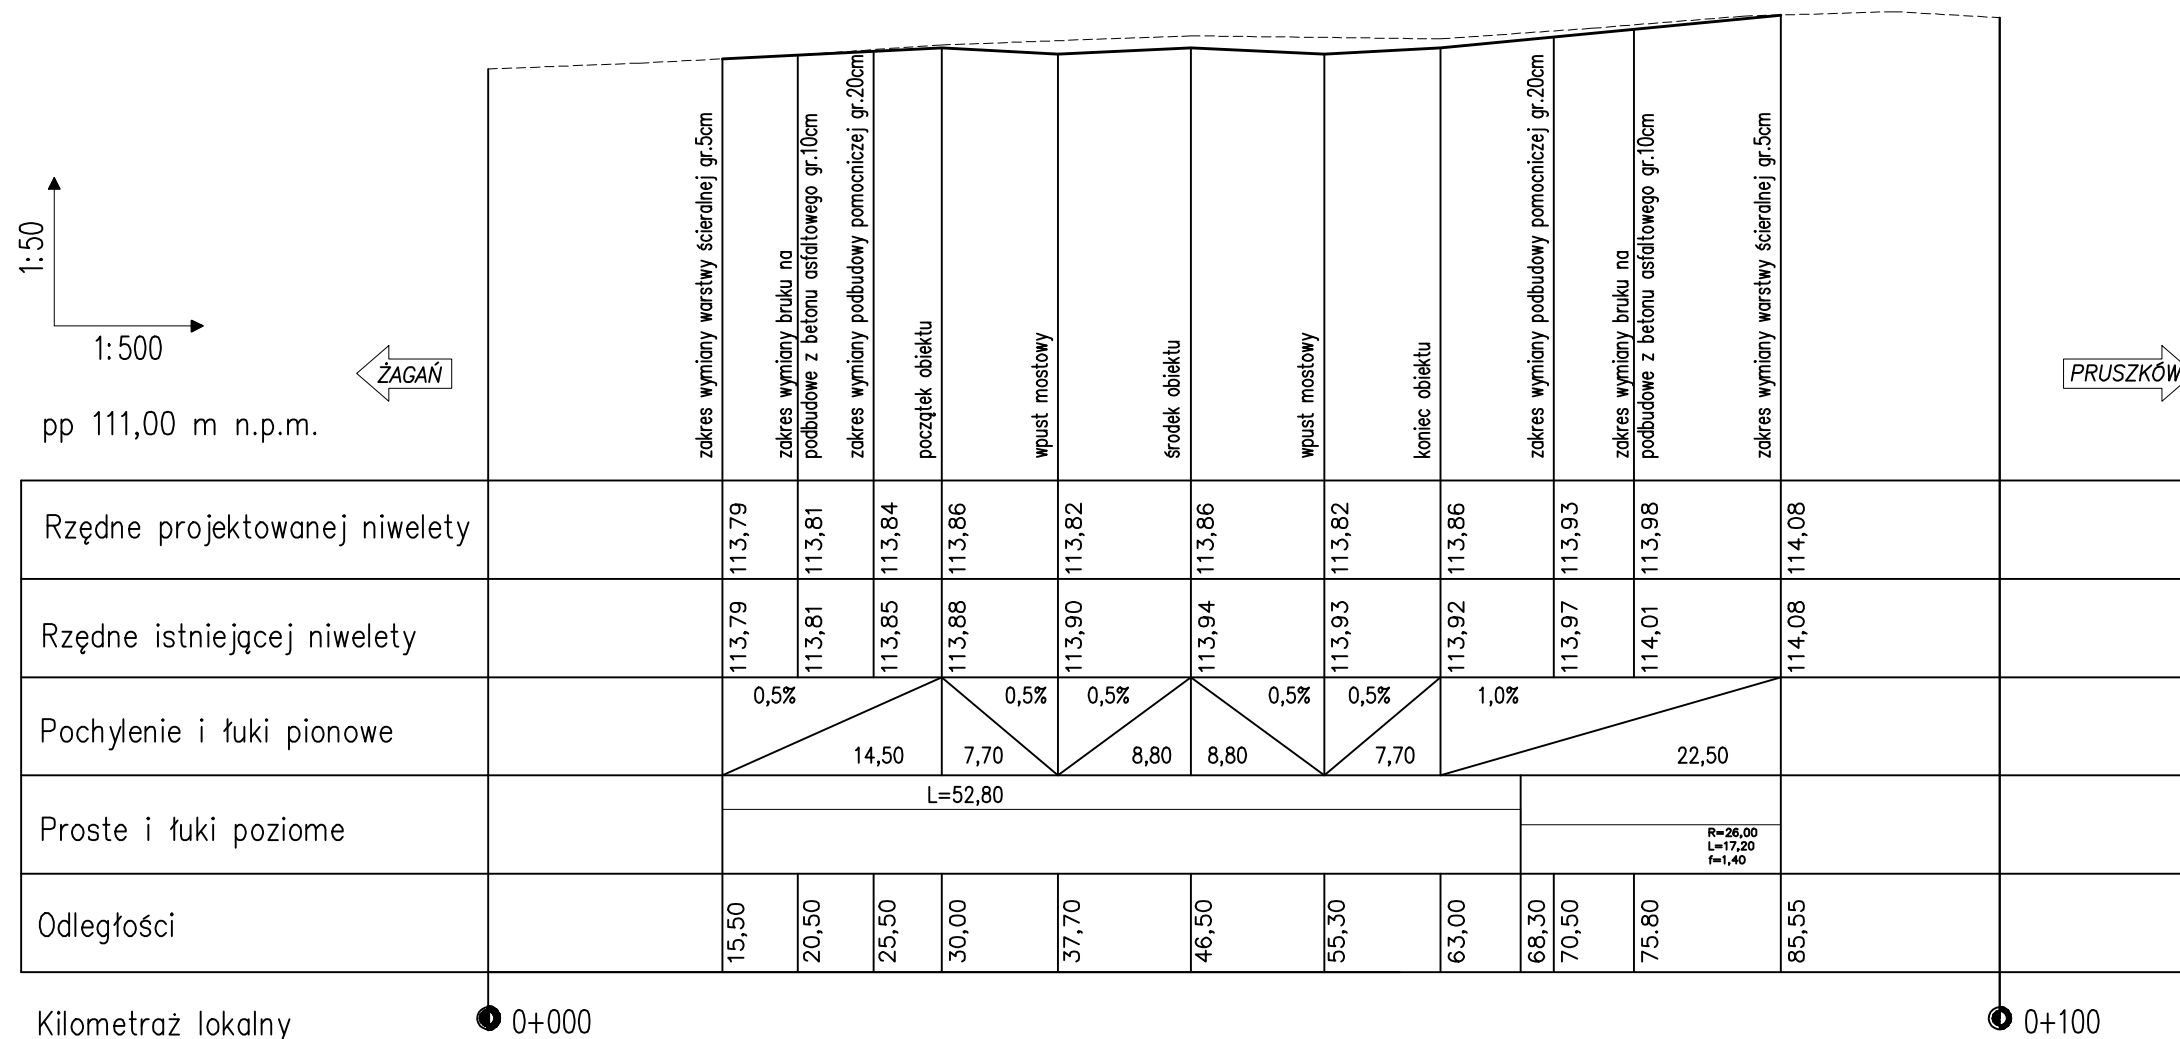 zakres wymiany warstwy ścieralnej gr.5cm
zakres wymiany bruku na
podbudowe z betonu asfaltowego gr.10cm
zakres wymiany podbudowy pomocniczej gr.20cm
początek obiektu
wpust mostowy
środek obiektu
wpust mostowy
koniec obiektu
zakres wymiany podbudowy pomocniczej gr.20cm
zakres wymiany bruku na
podbudowe z betonu asfaltowego gr.10cm
zakres wymiany warstwy ścieralnej gr.5cm
1:50
1:500
ŻAGAŃ
PRUSZKÓW
pp 111,00 m n.p.m.
Rzędne projektowanej niwelety
113,79 113,81 113,84 113,86 113,82 113,86 113,82 113,86 113,93 113,98 114,08
Rzędne istniejącej niwelety
113,79 113,81 113,85 113,88 113,90 113,94 113,93 113,92 113,97 114,01 114,08
Pochylenie i łuki pionowe
0,5% 0,5% 0,5% 0,5% 0,5% 1,0%
14,50 7,70 8,80 8,80 7,70 22,50
Proste i łuki poziome
L=52,80
R=26,00
L=17,20
f=1,40
Odległości
15,50 20,50 25,50 30,00 37,70 46,50 55,30 63,00 68,30 70,50 75.80 85,55
Kilometraż lokalny
0+000
0+100